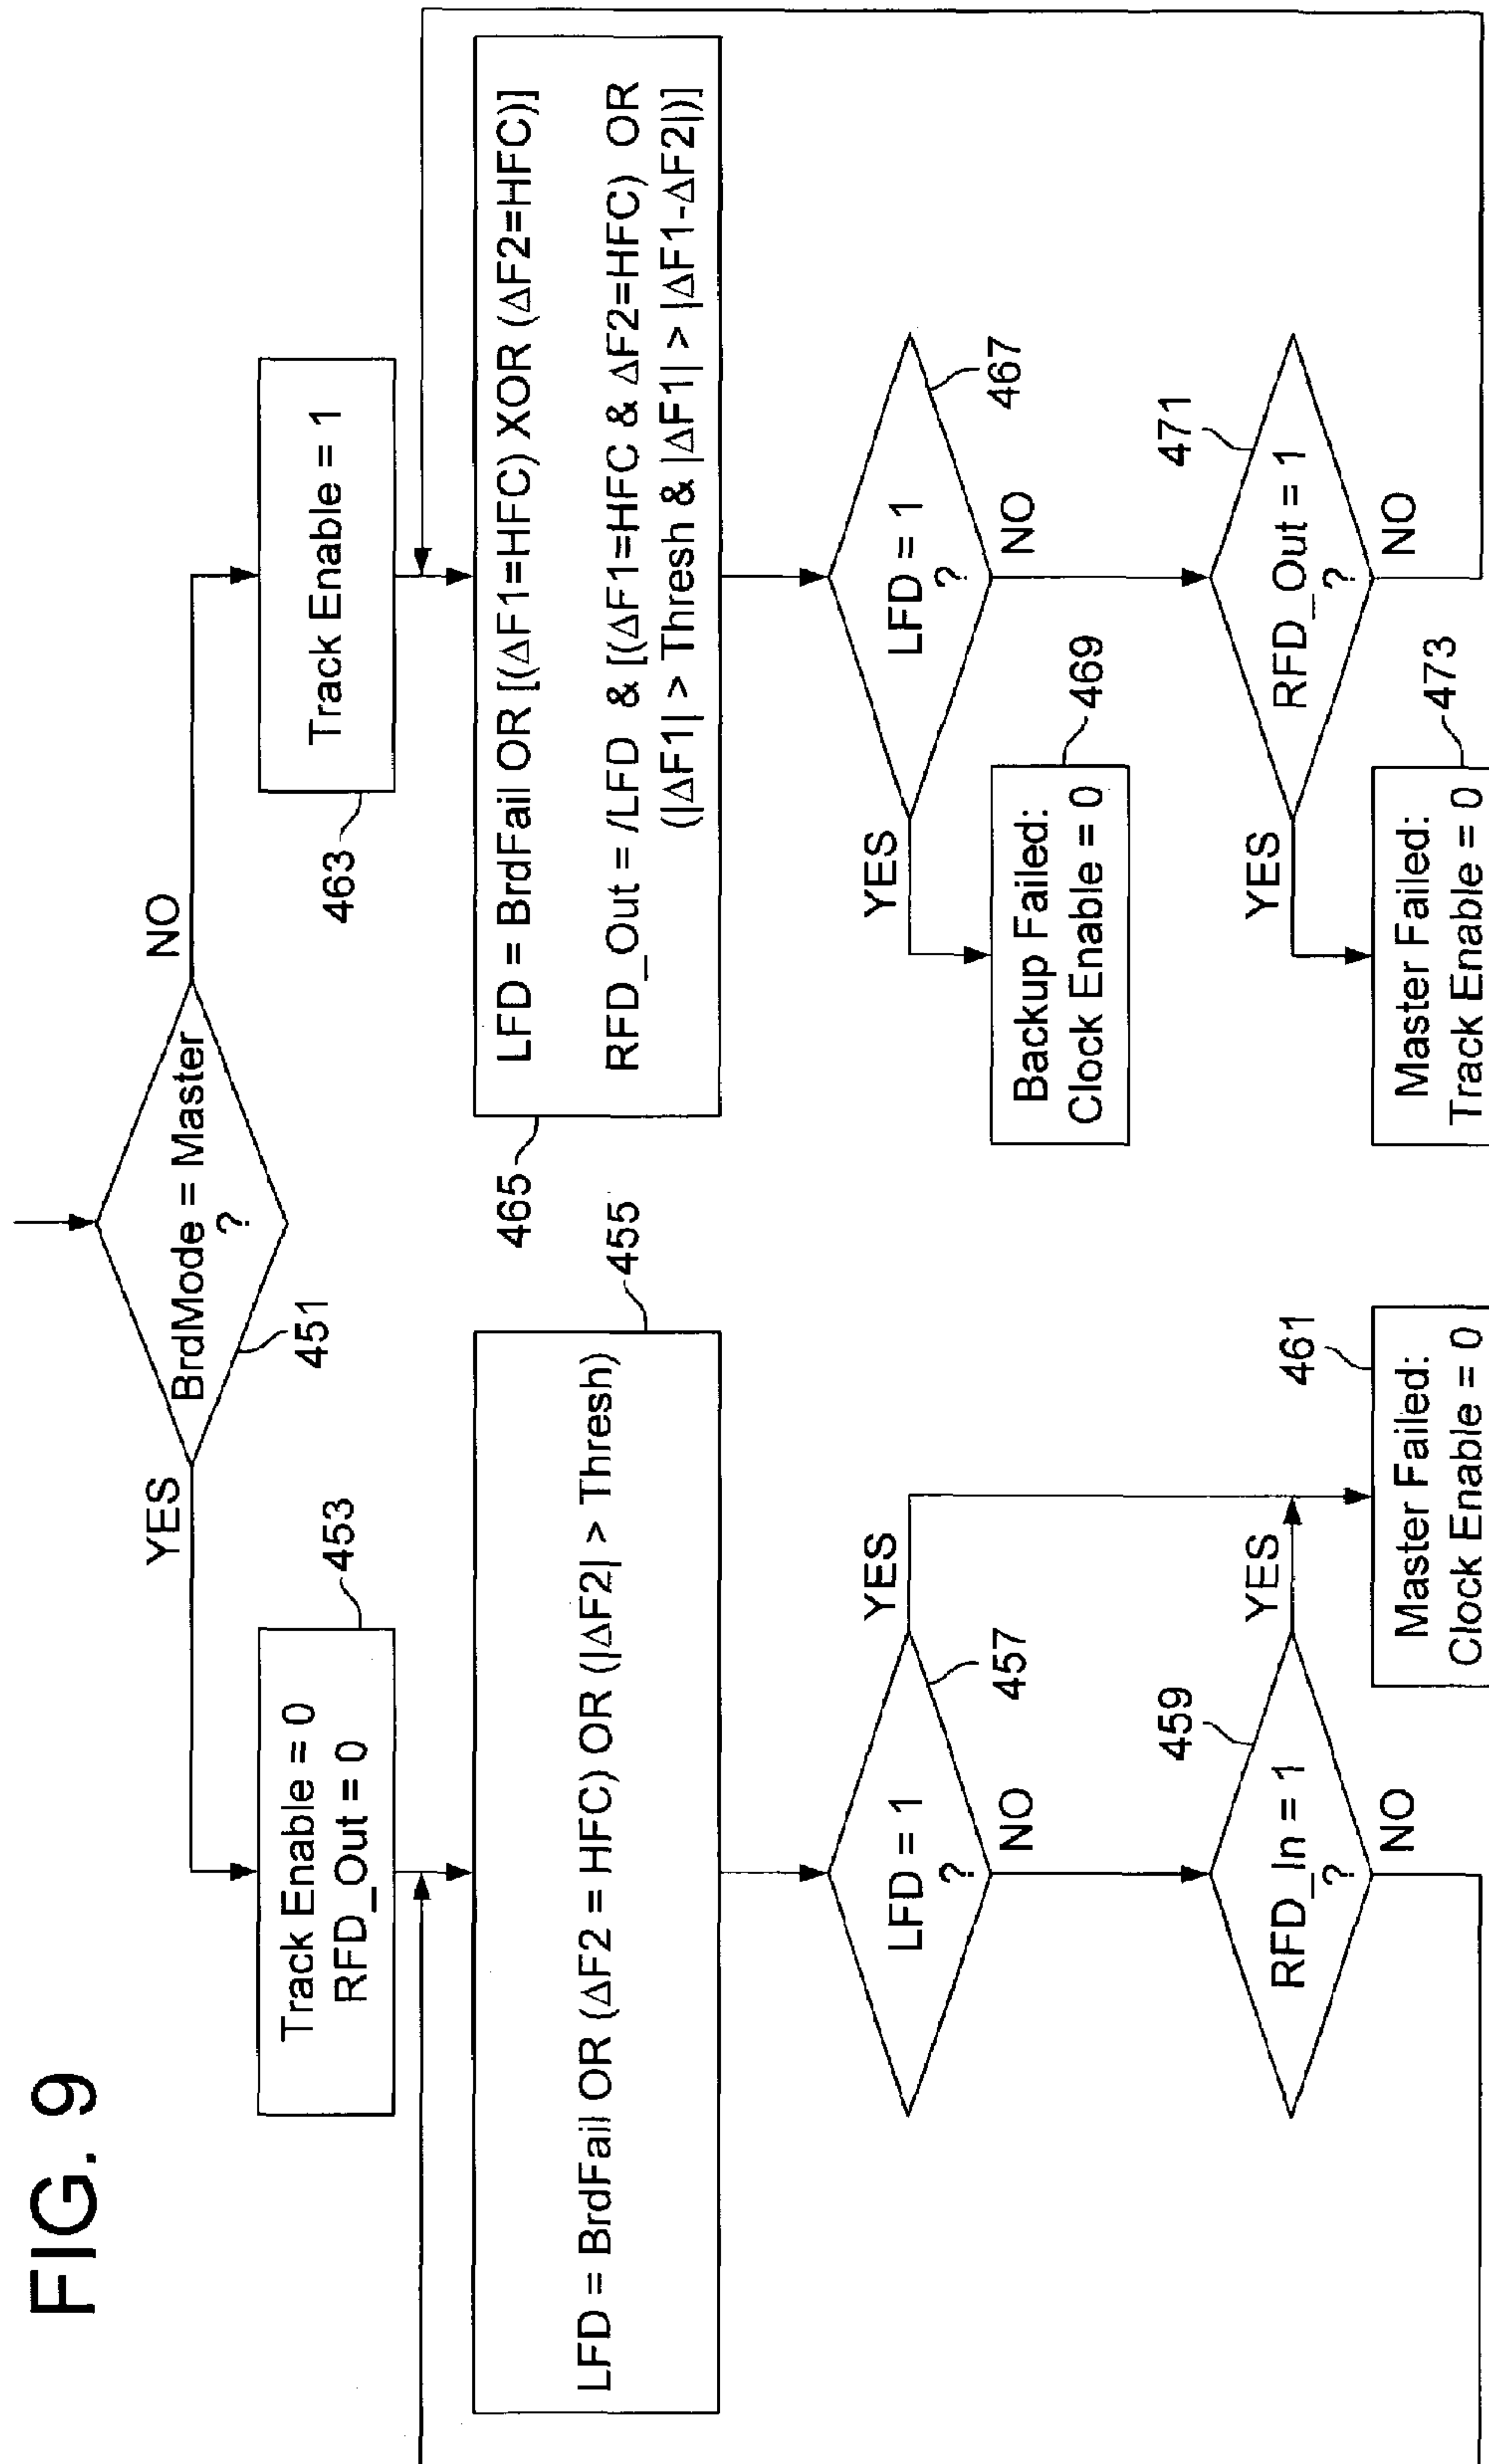 FIG. 9
BrdMode = Master
?
451
YES
NO
Track Enable = 0
RFD_Out = 0
453
LFD = BrdFail OR (ΔF2 = HFC) OR (|ΔF2| > Thresh)
455
LFD = 1
?
457
YES
NO
RFD_In = 1
?
459
YES
NO
Master Failed:
Clock Enable = 0
461
Track Enable = 1
463
LFD = BrdFail OR [(ΔF1=HFC) XOR (ΔF2=HFC)]
RFD_Out = /LFD & [(ΔF1=HFC & ΔF2=HFC) OR
(|ΔF1| > Thresh & |ΔF1| > |ΔF1-ΔF2|)]
465
LFD = 1
?
467
YES
NO
Backup Failed:
Clock Enable = 0
469
RFD_Out = 1
?
471
YES
NO
Master Failed:
Track Enable = 0
473